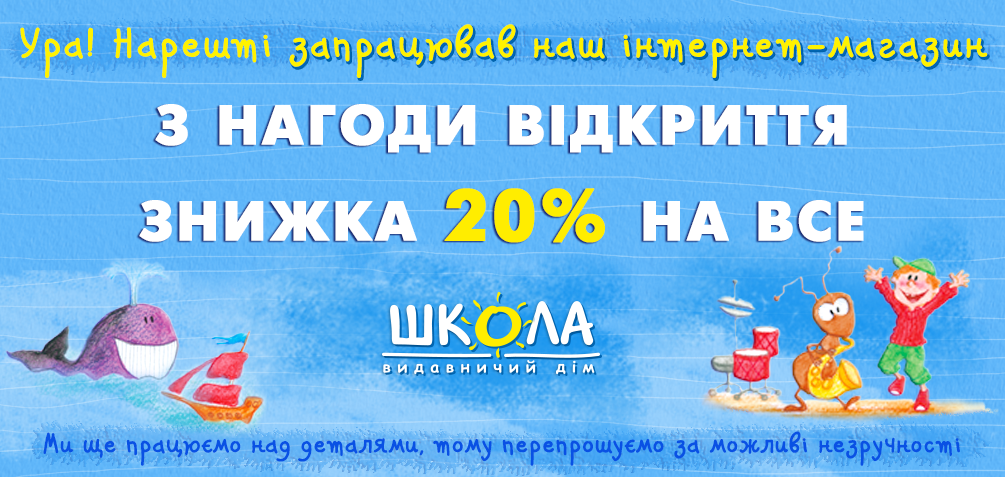 Ура! Нарешті запрацював наш інтернет-магазин
З НАГОДИ ВІДКРИТТЯ
ЗНИЖКА 20% НА ВСЕ
ШКОЛА
видавничий дім
Ми ще працюємо над деталями, тому перепрошуємо за можливі незручності